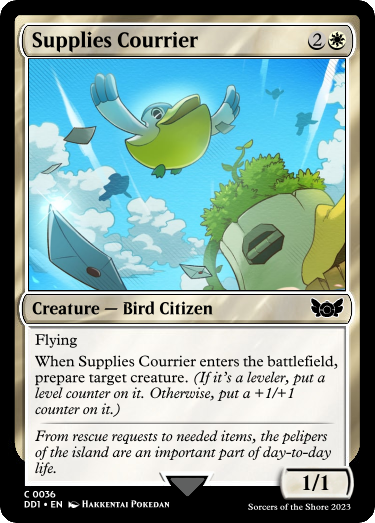 Supplies Courrier 2
Creature — Bird Citizen
Flying
When Supplies Courrier enters the battlefield,
prepare target creature. (If it's a leveler, put a
level counter on it. Otherwise, put a +1/+1
counter on it.)
From rescue requests to needed items, the pelipers
of the island are an important part of day-to-day
life.
1/1
C 0036
DD1 • EN Hakkentai Pokedan
Sorcers of the Shore 2023